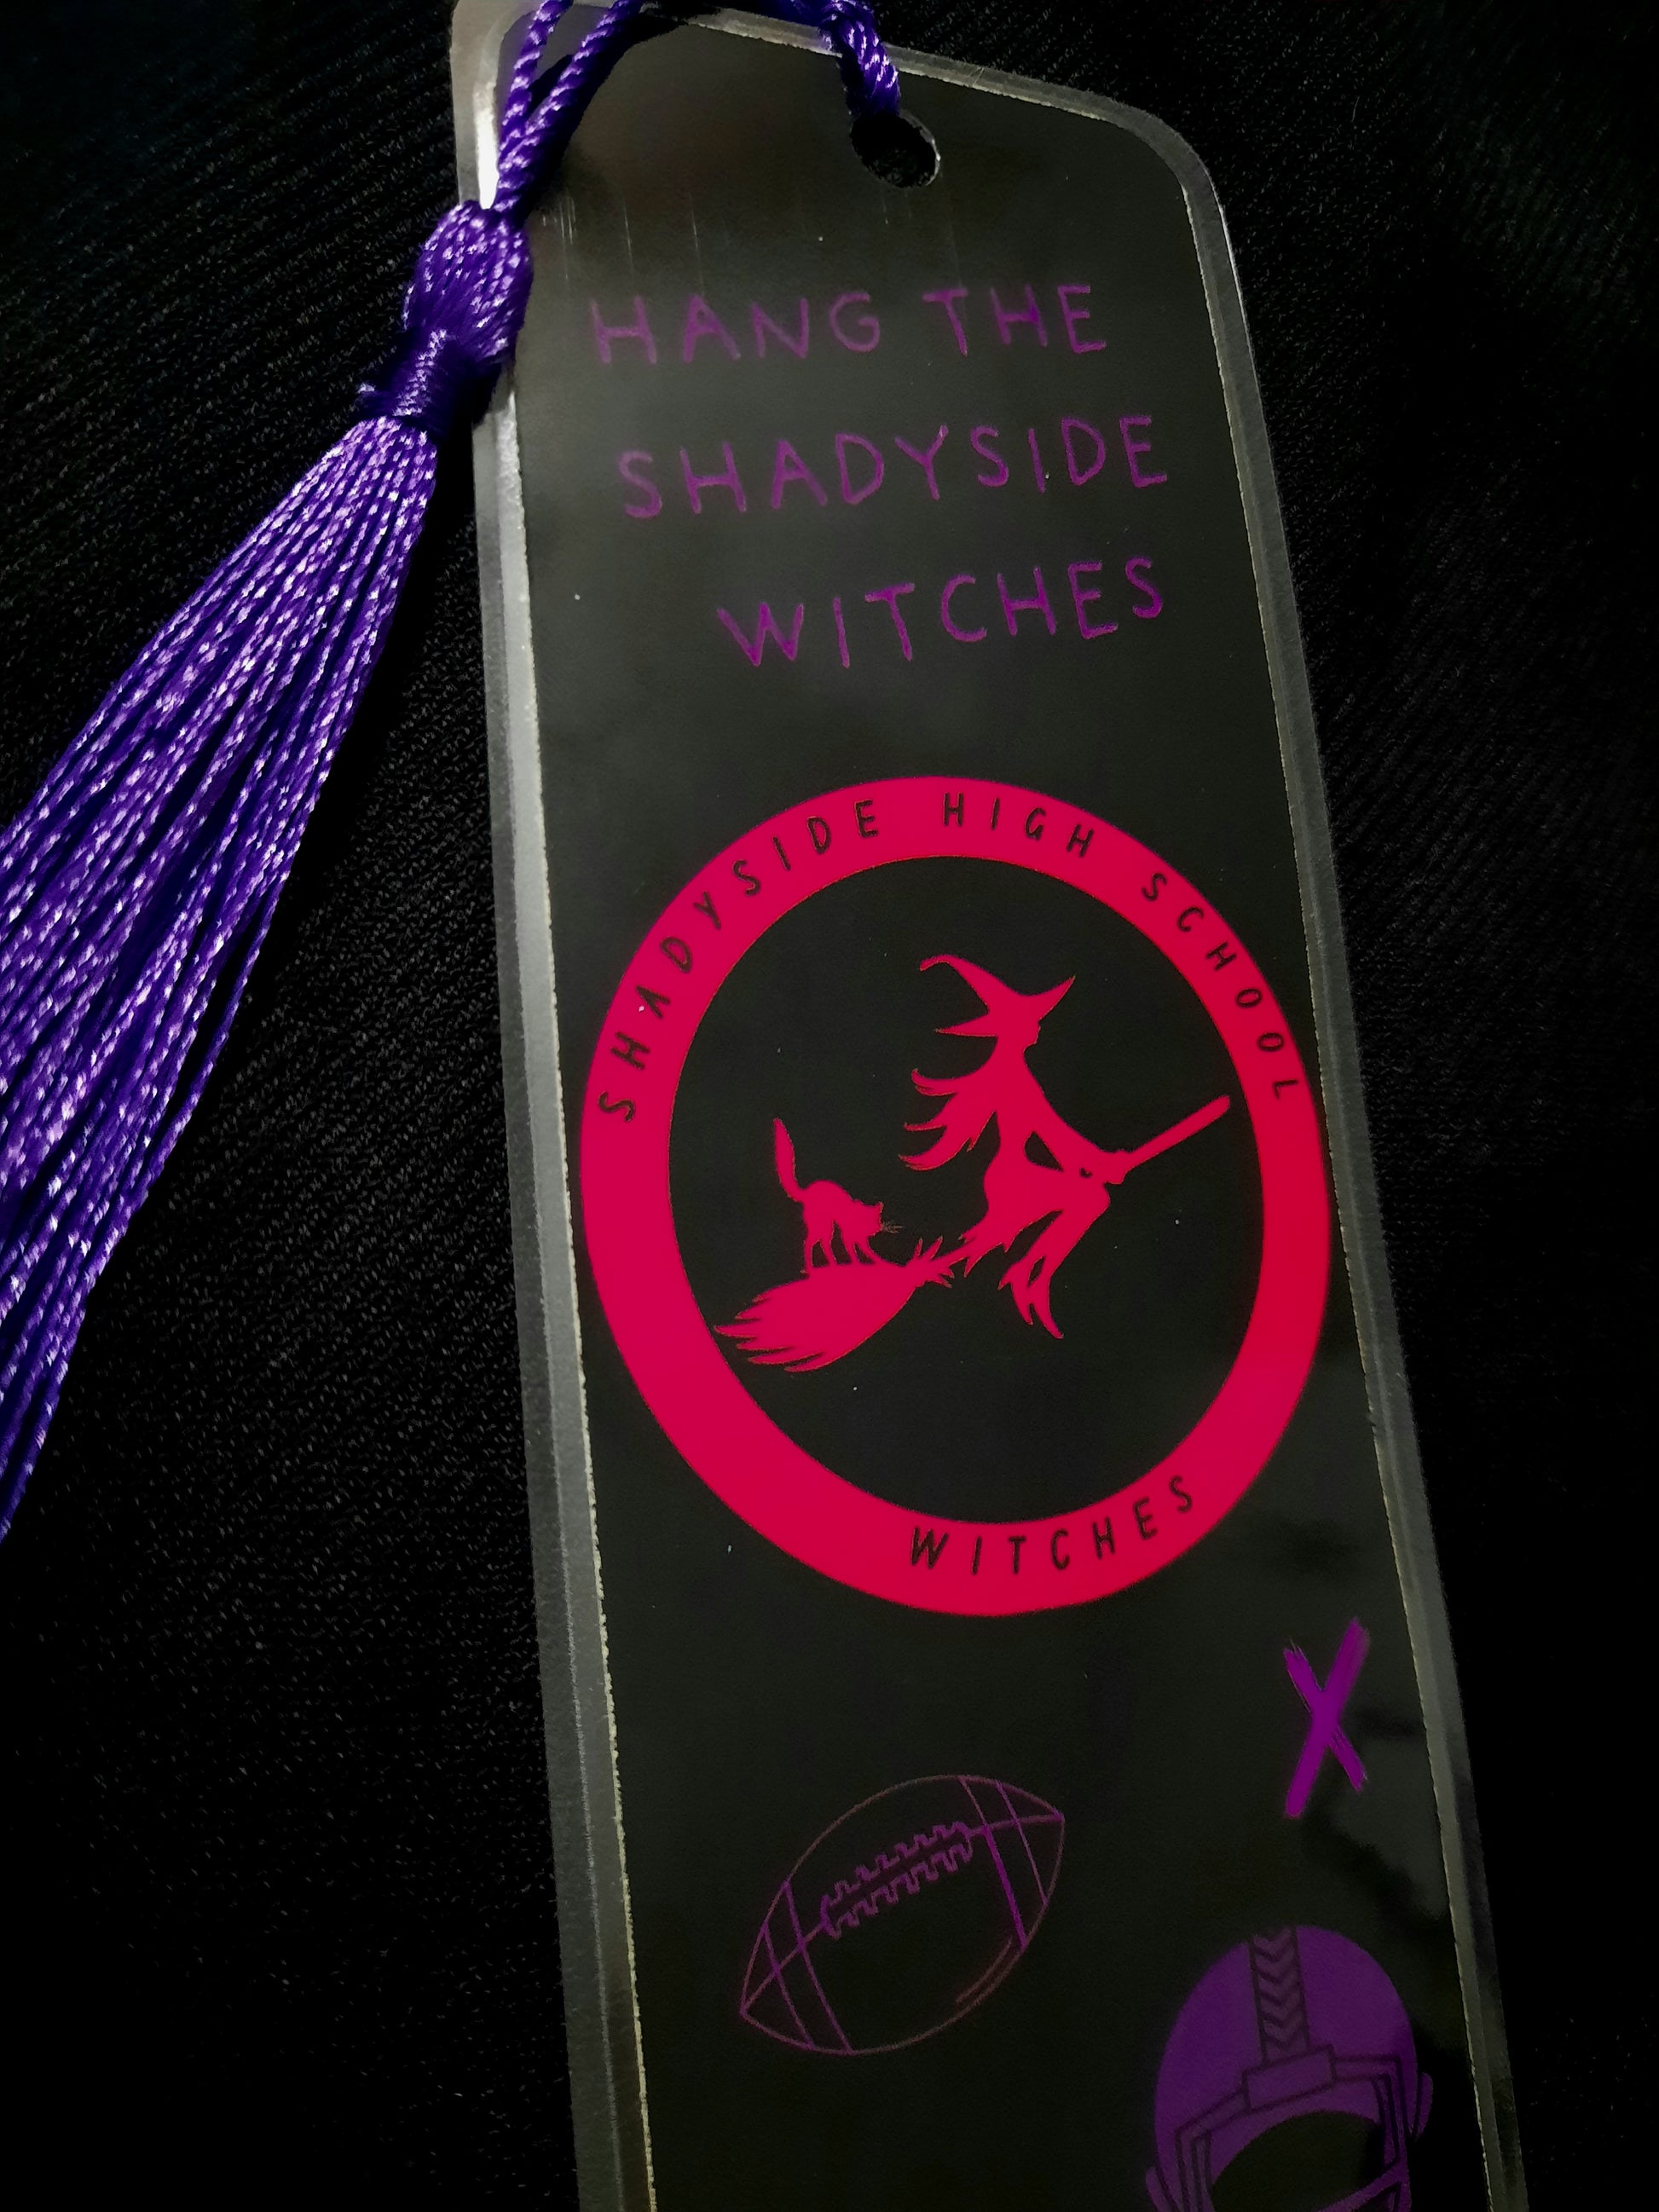 HANG THE
SHADYSIDE
WITCHES
SHADYSIDE HIGH SCHOOL
WITCHES
X